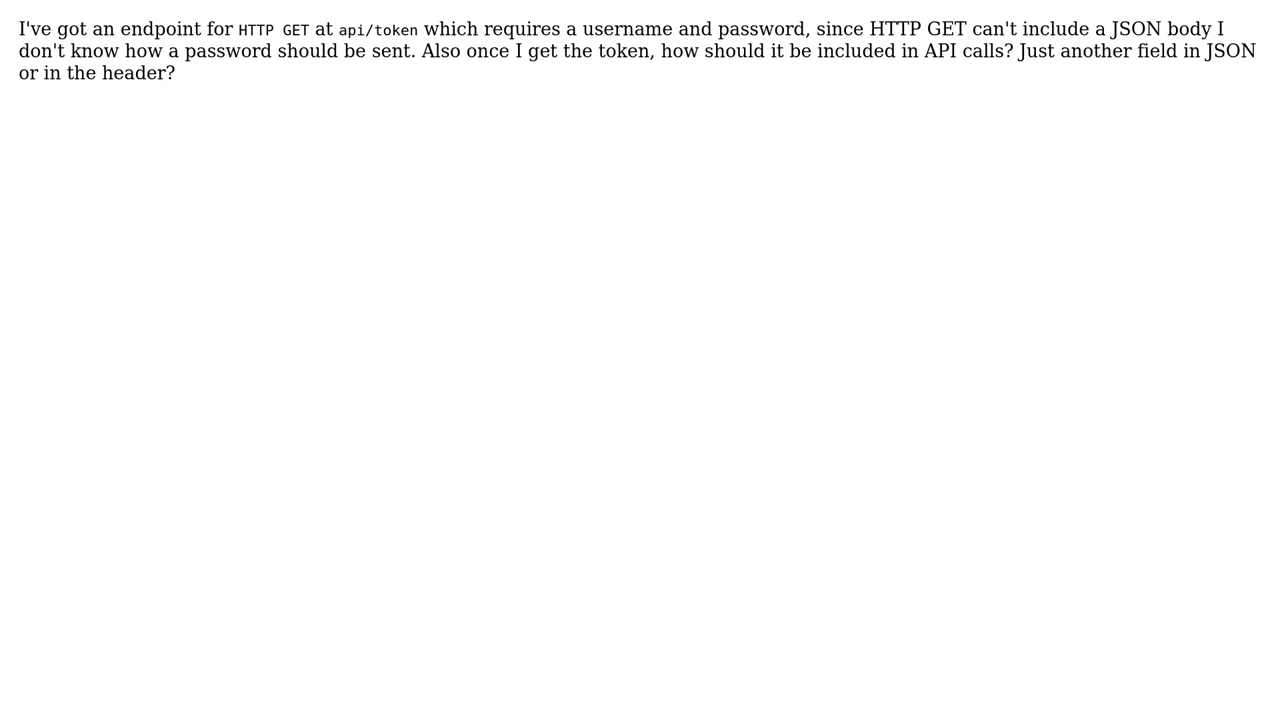 I've got an endpoint for HTTP GET at api/token which requires a username and password, since HTTP GET can't include a JSON body I
don't know how a password should be sent. Also once I get the token, how should it be included in API calls? Just another field in JSON
or in the header?